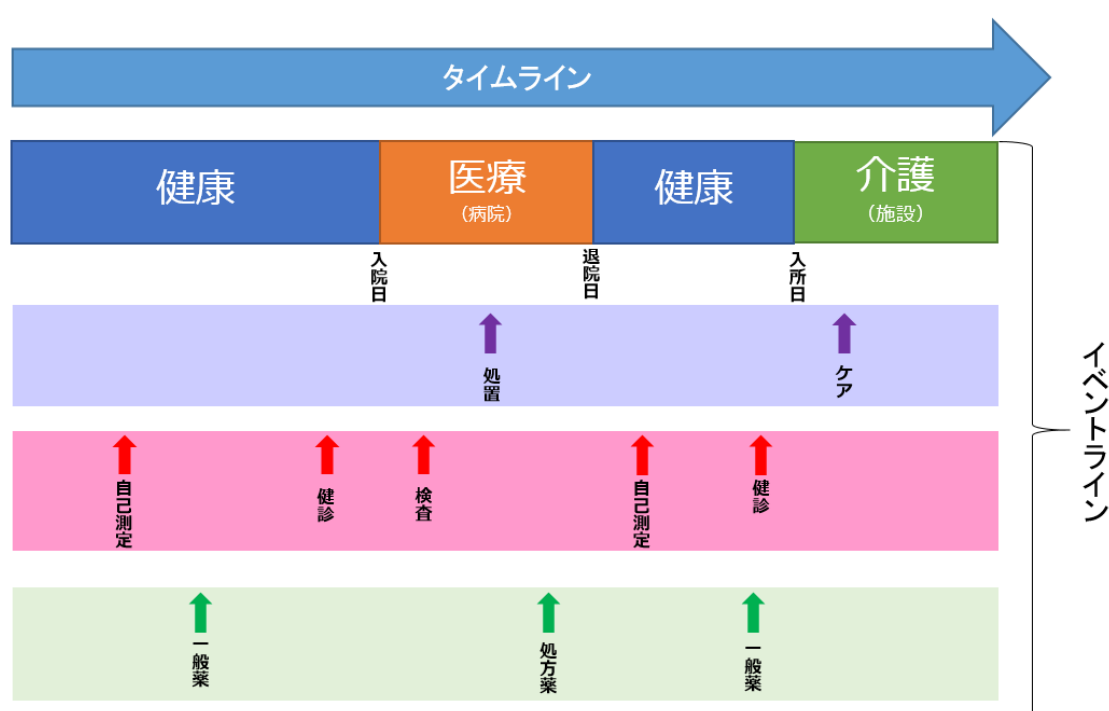 タイムライン
健康
医療
(病院)
健康
介護
(施設)
入院日
退院日
入所日
処置
ケア
自己測定
健診
検査
自己測定
健診
一般薬
処方薬
一般薬
イベントライン